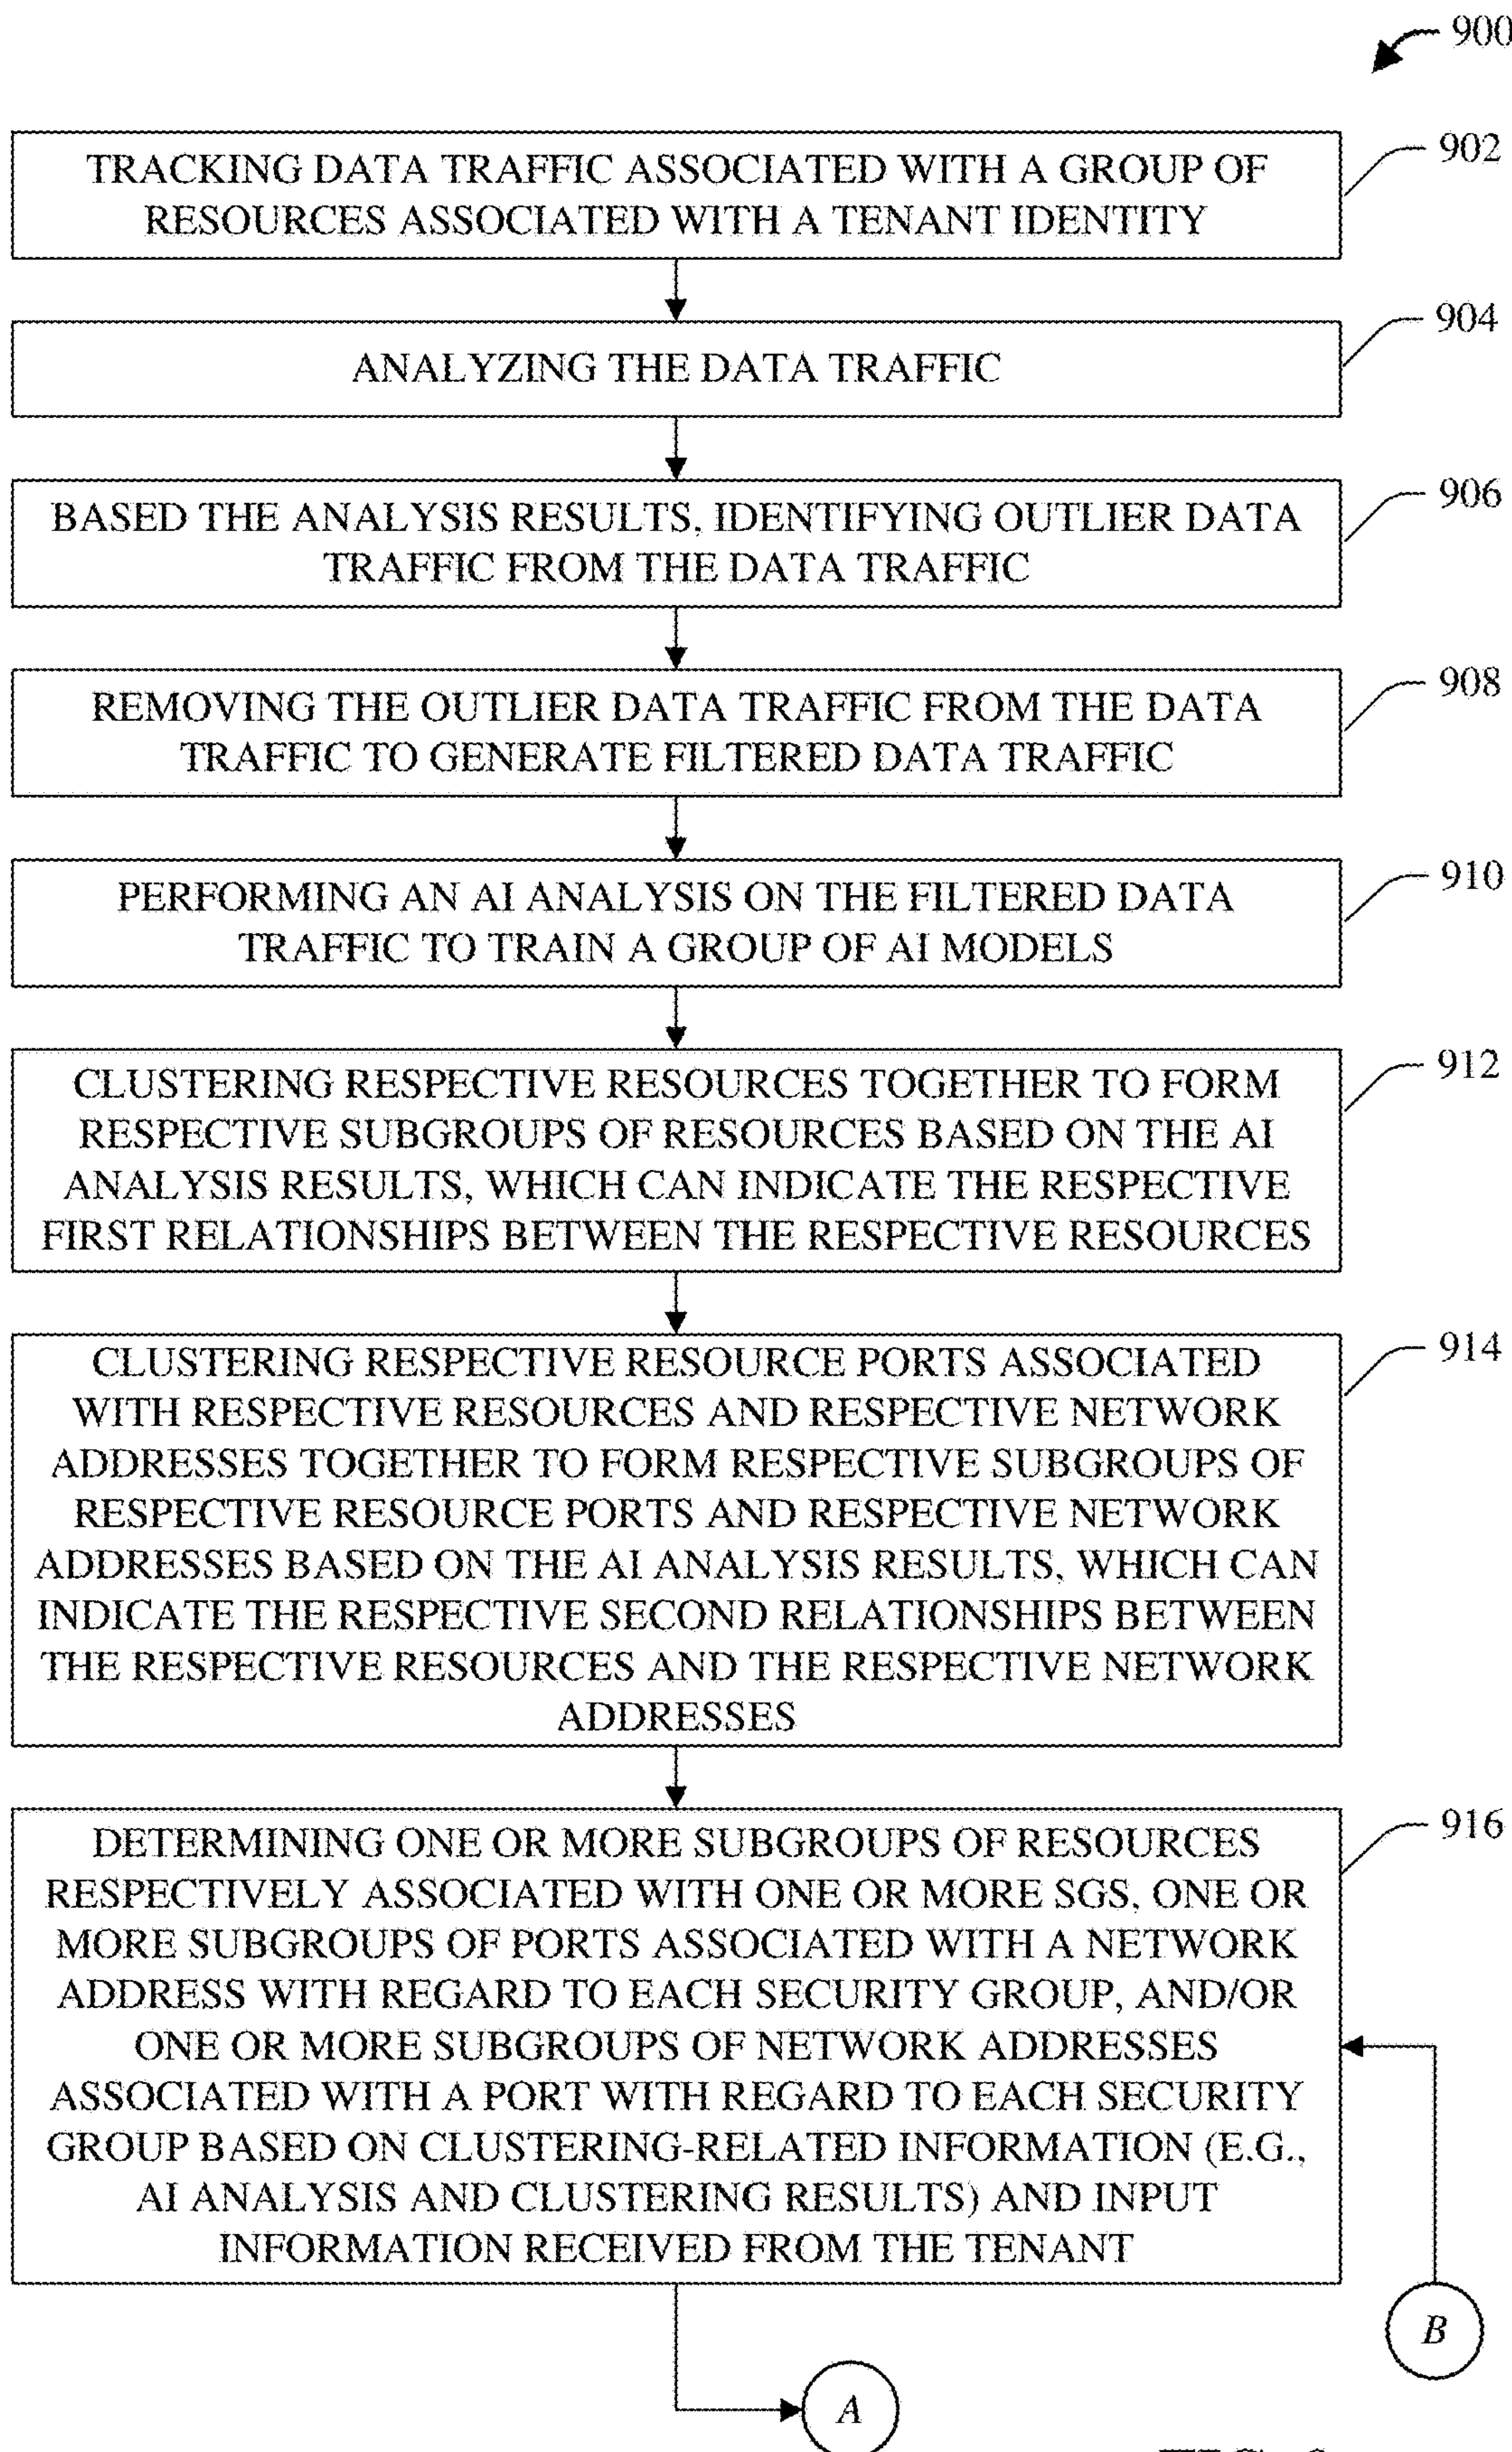 900
TRACKING DATA TRAFFIC ASSOCIATED WITH A GROUP OF
RESOURCES ASSOCIATED WITH A TENANT IDENTITY
902
ANALYZING THE DATA TRAFFIC
904
BASED THE ANALYSIS RESULTS, IDENTIFYING OUTLIER DATA
TRAFFIC FROM THE DATA TRAFFIC
906
REMOVING THE OUTLIER DATA TRAFFIC FROM THE DATA
TRAFFIC TO GENERATE FILTERED DATA TRAFFIC
908
PERFORMING AN AI ANALYSIS ON THE FILTERED DATA
TRAFFIC TO TRAIN A GROUP OF AI MODELS
910
CLUSTERING RESPECTIVE RESOURCES TOGETHER TO FORM
RESPECTIVE SUBGROUPS OF RESOURCES BASED ON THE AI
ANALYSIS RESULTS, WHICH CAN INDICATE THE RESPECTIVE
FIRST RELATIONSHIPS BETWEEN THE RESPECTIVE RESOURCES
912
CLUSTERING RESPECTIVE RESOURCE PORTS ASSOCIATED
WITH RESPECTIVE RESOURCES AND RESPECTIVE NETWORK
ADDRESSES TOGETHER TO FORM RESPECTIVE SUBGROUPS OF
RESPECTIVE RESOURCE PORTS AND RESPECTIVE NETWORK
ADDRESSES BASED ON THE AI ANALYSIS RESULTS, WHICH CAN
INDICATE THE RESPECTIVE SECOND RELATIONSHIPS BETWEEN
THE RESPECTIVE RESOURCES AND THE RESPECTIVE NETWORK
ADDRESSES
914
DETERMINING ONE OR MORE SUBGROUPS OF RESOURCES
RESPECTIVELY ASSOCIATED WITH ONE OR MORE SGS, ONE OR
MORE SUBGROUPS OF PORTS ASSOCIATED WITH A NETWORK
ADDRESS WITH REGARD TO EACH SECURITY GROUP, AND/OR
ONE OR MORE SUBGROUPS OF NETWORK ADDRESSES
ASSOCIATED WITH A PORT WITH REGARD TO EACH SECURITY
GROUP BASED ON CLUSTERING-RELATED INFORMATION (E.G.,
AI ANALYSIS AND CLUSTERING RESULTS) AND INPUT
INFORMATION RECEIVED FROM THE TENANT
916
B
A